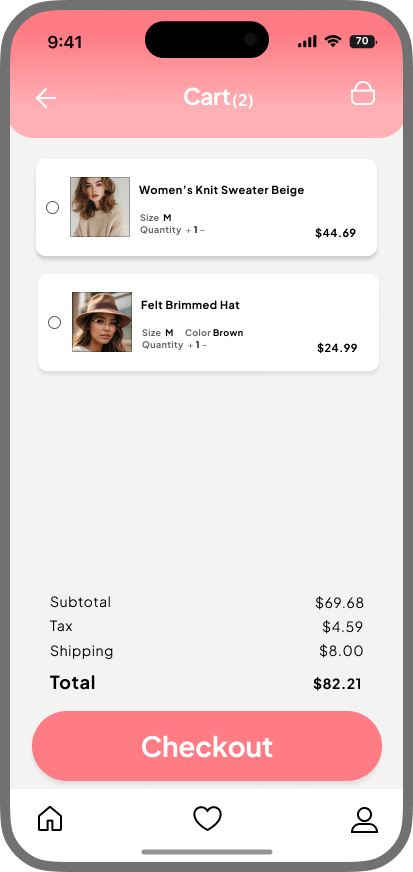 9:41 70
Cart(2)
Women's Knit Sweater Beige
Size M
Quantity + 1 - $44.69
Felt Brimmed Hat
Size M Color Brown
Quantity + 1 - $24.99
Subtotal $69.68
Tax $4.59
Shipping $8.00
Total $82.21
Checkout